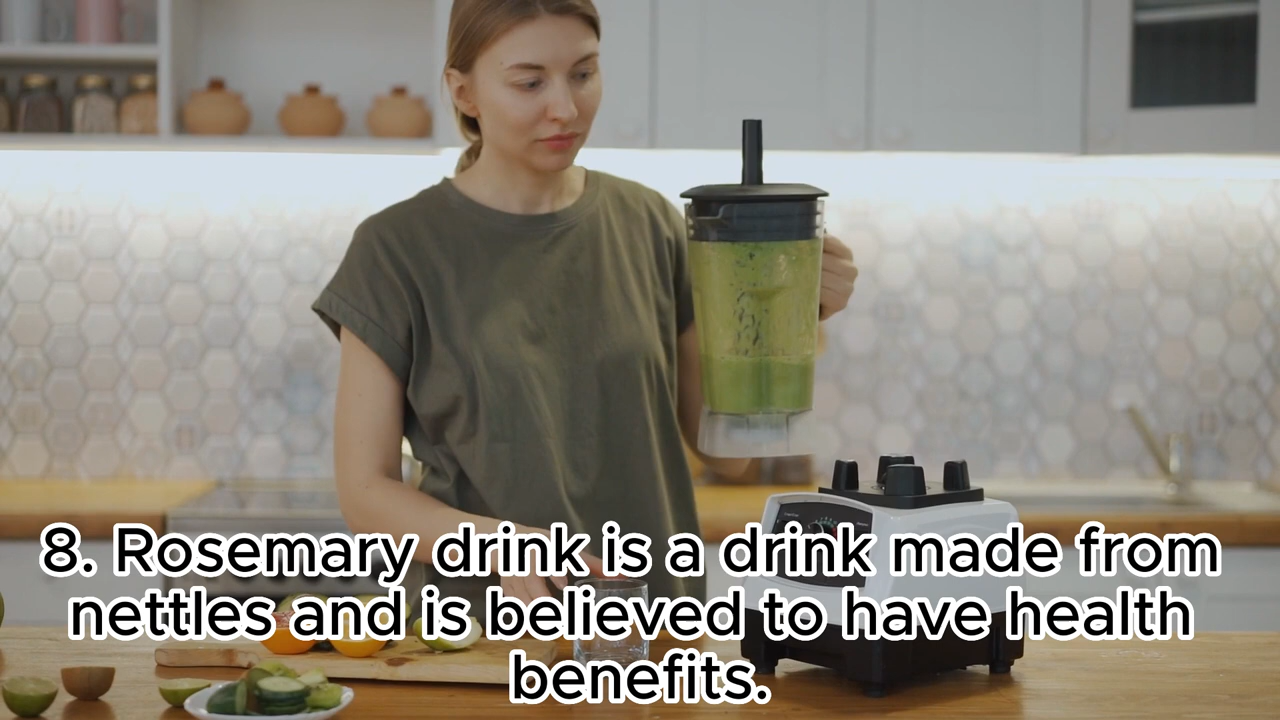 8. Rosemary drink is a drink made from
nettles and is believed to have health
benefits.